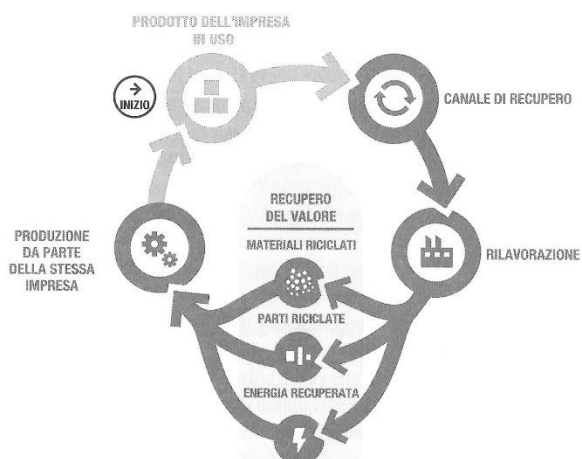 PRODOTTO DELL'IMPRESA
IN USO
INIZIO
CANALE DI RECUPERO
RECUPERO
DEL VALORE
PRODUZIONE
DA PARTE
DELLA STESSA
IMPRESA
MATERIALI RICICLATI
RILAVORAZIONE
PARTI RICICLATE
ENERGIA RECUPERATA